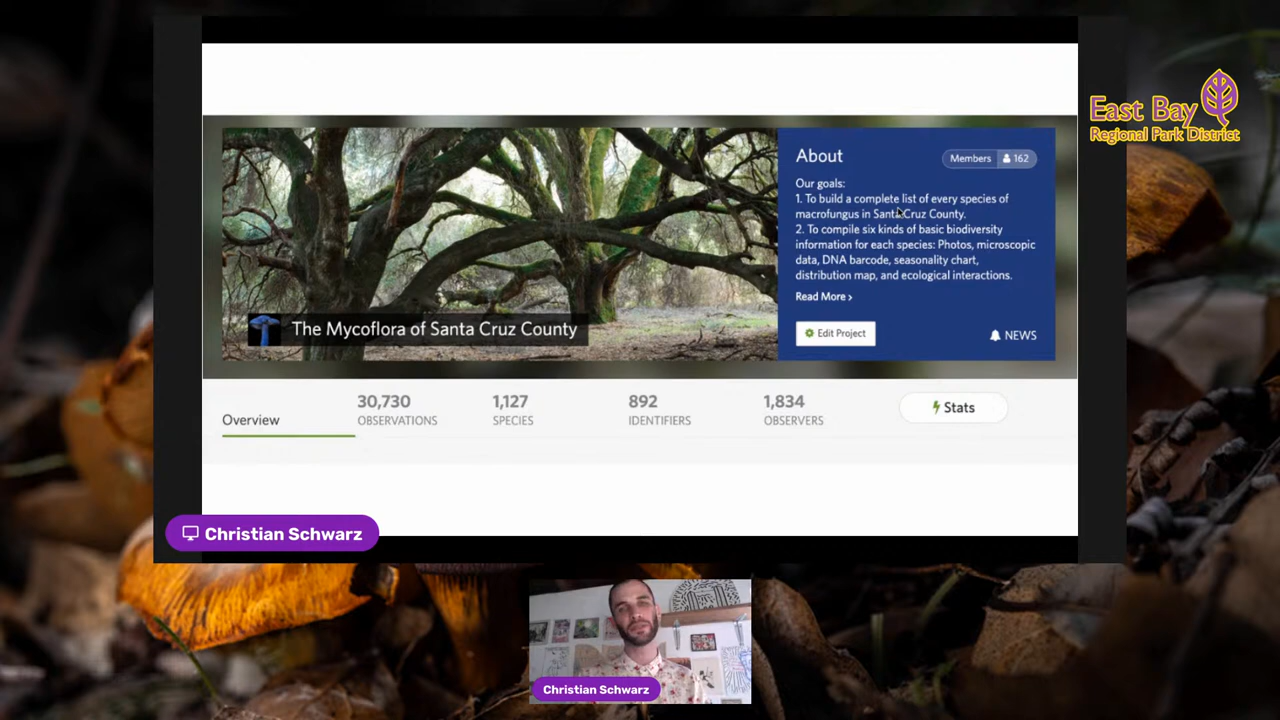 East Bay
Regional Park District
About
Members 162
Our goals:
1. To build a complete list of every species of
macrofungus in Santa Cruz County.
2. To compile six kinds of basic biodiversity
information for each species: Photos, microscopic
data, DNA barcode, seasonality chart,
distribution map, and ecological interactions.
Read More >
Edit Project
NEWS
The Mycoflora of Santa Cruz County
Overview
30,730
OBSERVATIONS
1,127
SPECIES
892
IDENTIFIERS
1,834
OBSERVERS
Stats
Christian Schwarz
Christian Schwarz